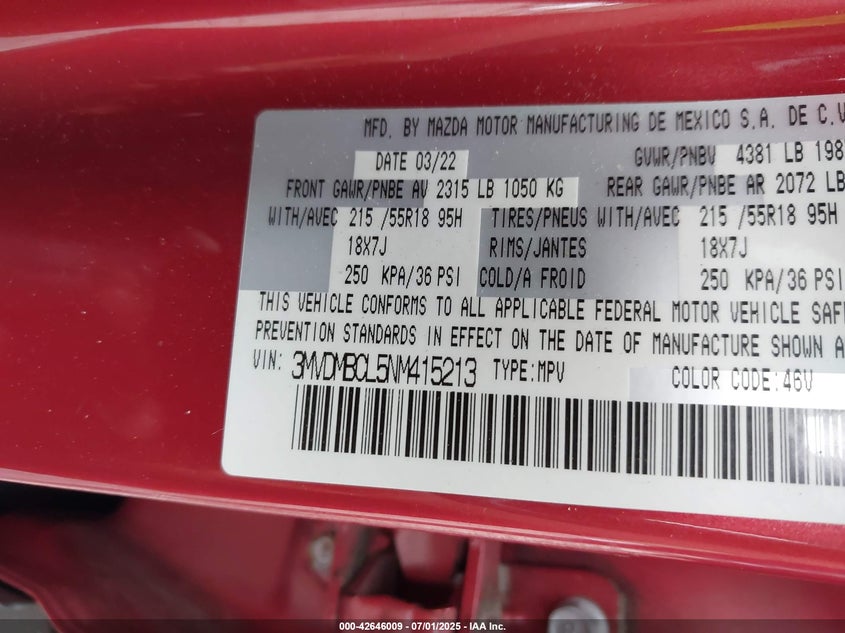 MFD. BY MAZDA MOTOR MANUFACTURING DE MEXICO S.A. DE C.V
DATE 03/22 GVWR/PNBV 4381 LB 198
FRONT GAWR/PNBE AV 2315 LB 1050 KG REAR GAWR/PNBE AR 2072 LB
WITH/AVEC 215 /55R18 95H TIRES/PNEUS WITH/AVEC 215 /55R18 95H
18X7J RIMS/JANTES 18X7J
250 KPA/36 PSI COLD/A FROID 250 KPA/36 PSI
THIS VEHICLE CONFORMS TO ALL APPLICABLE FEDERAL MOTOR VEHICLE SAF
PREVENTION STANDARDS IN EFFECT ON THE DATE OF MANUFACTURE SHOWN A
VIN: 3MVDMBCL5NM415213 TYPE:MPV COLOR CODE:46V
000-42646009 - 07/01/2025 - IAA Inc.